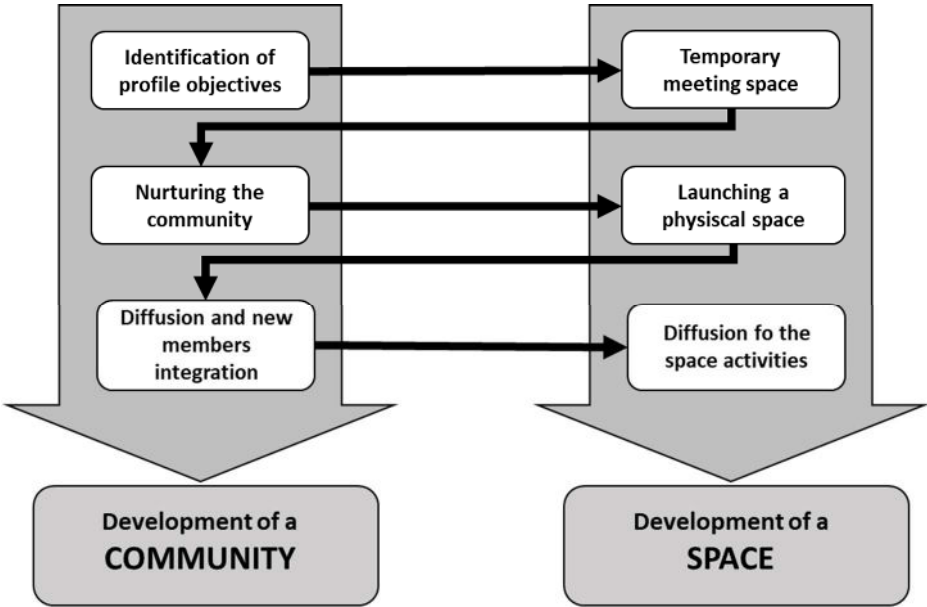 Identification of
profile objectives
Temporary
meeting space
Nurturing the
community
Launching a
physiscal space
Diffusion and new
members
integration
Diffusion fo the
space activities
Development of a
COMMUNITY
Development of a
SPACE